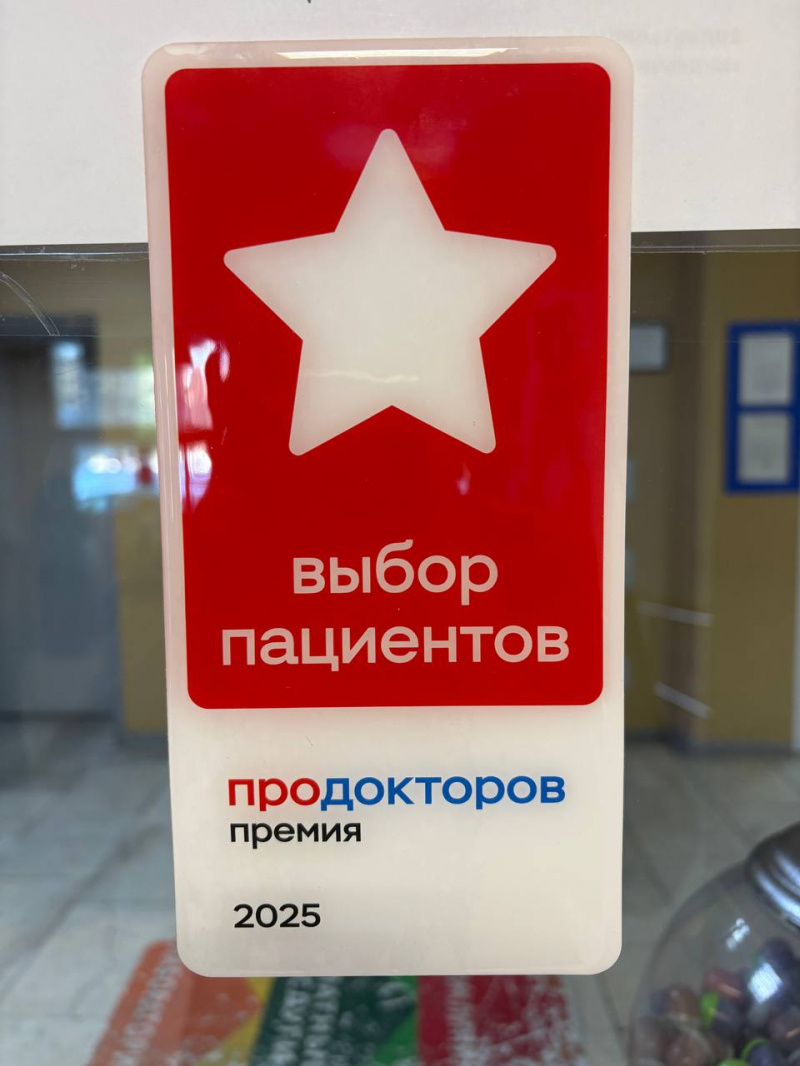 выбор
пациентов
продокторов
премия
2025